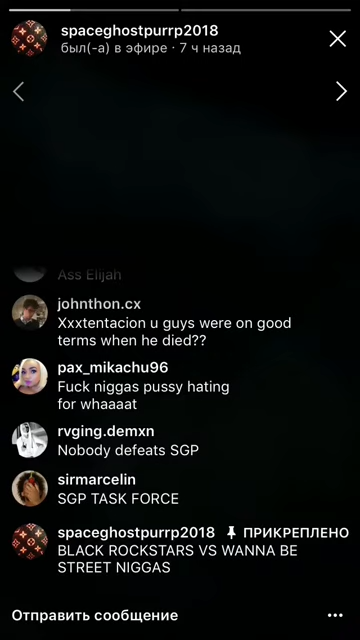 spaceghostpurrp2018
был(-а) в эфире · 7 ч назад
Ass Elijah
johnthon.cx
Xxxtentacion u guys were on good
terms when he died??
pax_mikachu96
Fuck niggas pussy hating
for whaaaat
rvging.demxn
Nobody defeats SGP
sirmarcelin
SGP TASK FORCE
spaceghostpurrp2018 ПРИКРЕПЛЕНО
BLACK ROCKSTARS VS WANNA BE
STREET NIGGAS
Отправить сообщение